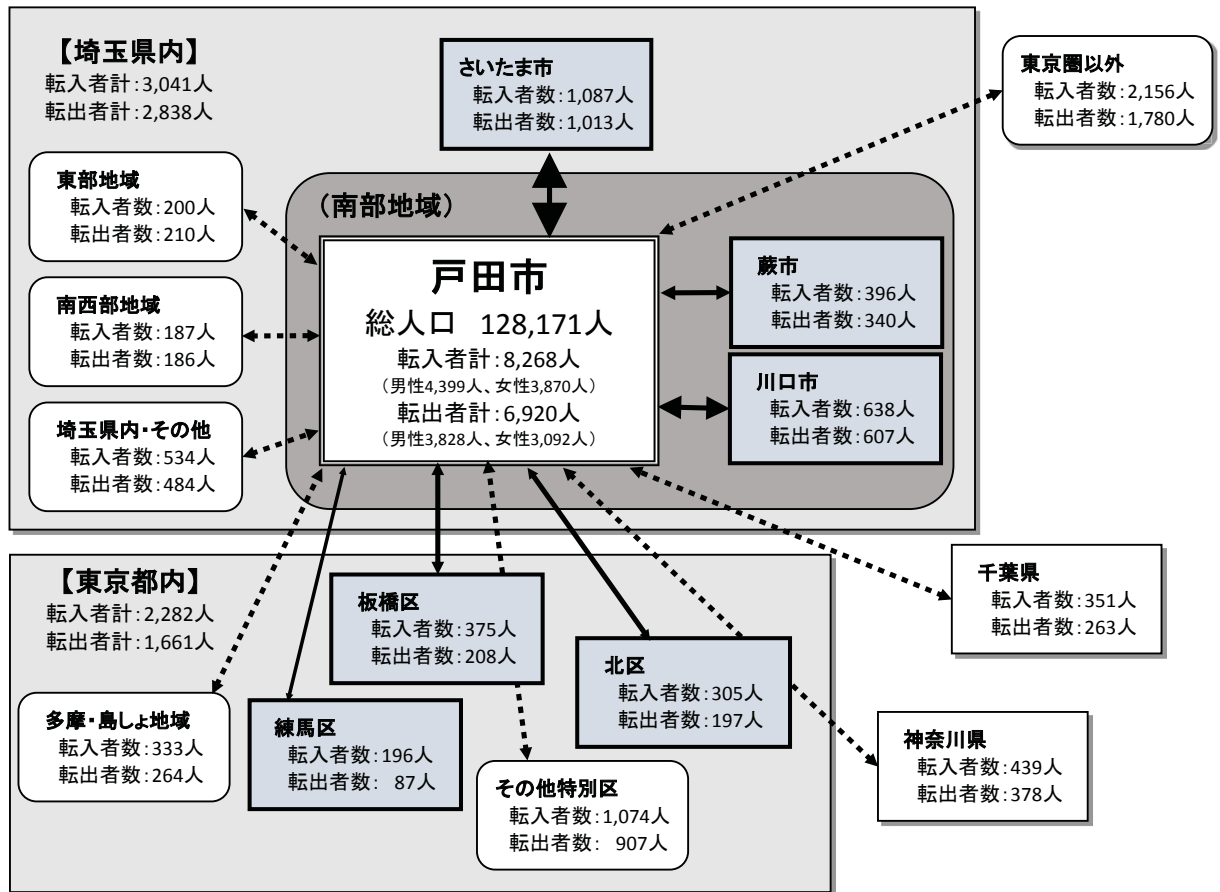 【埼玉県内】
転入者計:3,041人
転出者計:2,838人
さいたま市
転入者数:1,087人
転出者数:1,013人
東京圏以外
転入者数:2,156人
転出者数:1,780人
東部地域
転入者数:200人
転出者数:210人
南西部地域
転入者数:187人
転出者数:186人
埼玉県内・その他
転入者数:534人
転出者数:484人
（南部地域）
戸田市
総人口 128,171人
転入者計:8,268人
（男性4,399人、女性3,870人）
転出者計:6,920人
（男性3,828人、女性3,092人）
蕨市
転入者数:396人
転出者数:340人
川口市
転入者数:638人
転出者数:607人
【東京都内】
転入者計:2,282人
転出者計:1,661人
板橋区
転入者数:375人
転出者数:208人
北区
転入者数:305人
転出者数:197人
千葉県
転入者数:351人
転出者数:263人
多摩・島しょ地域
転入者数:333人
転出者数:264人
練馬区
転入者数:196人
転出者数: 87人
その他特別区
転入者数:1,074人
転出者数: 907人
神奈川県
転入者数:439人
転出者数:378人